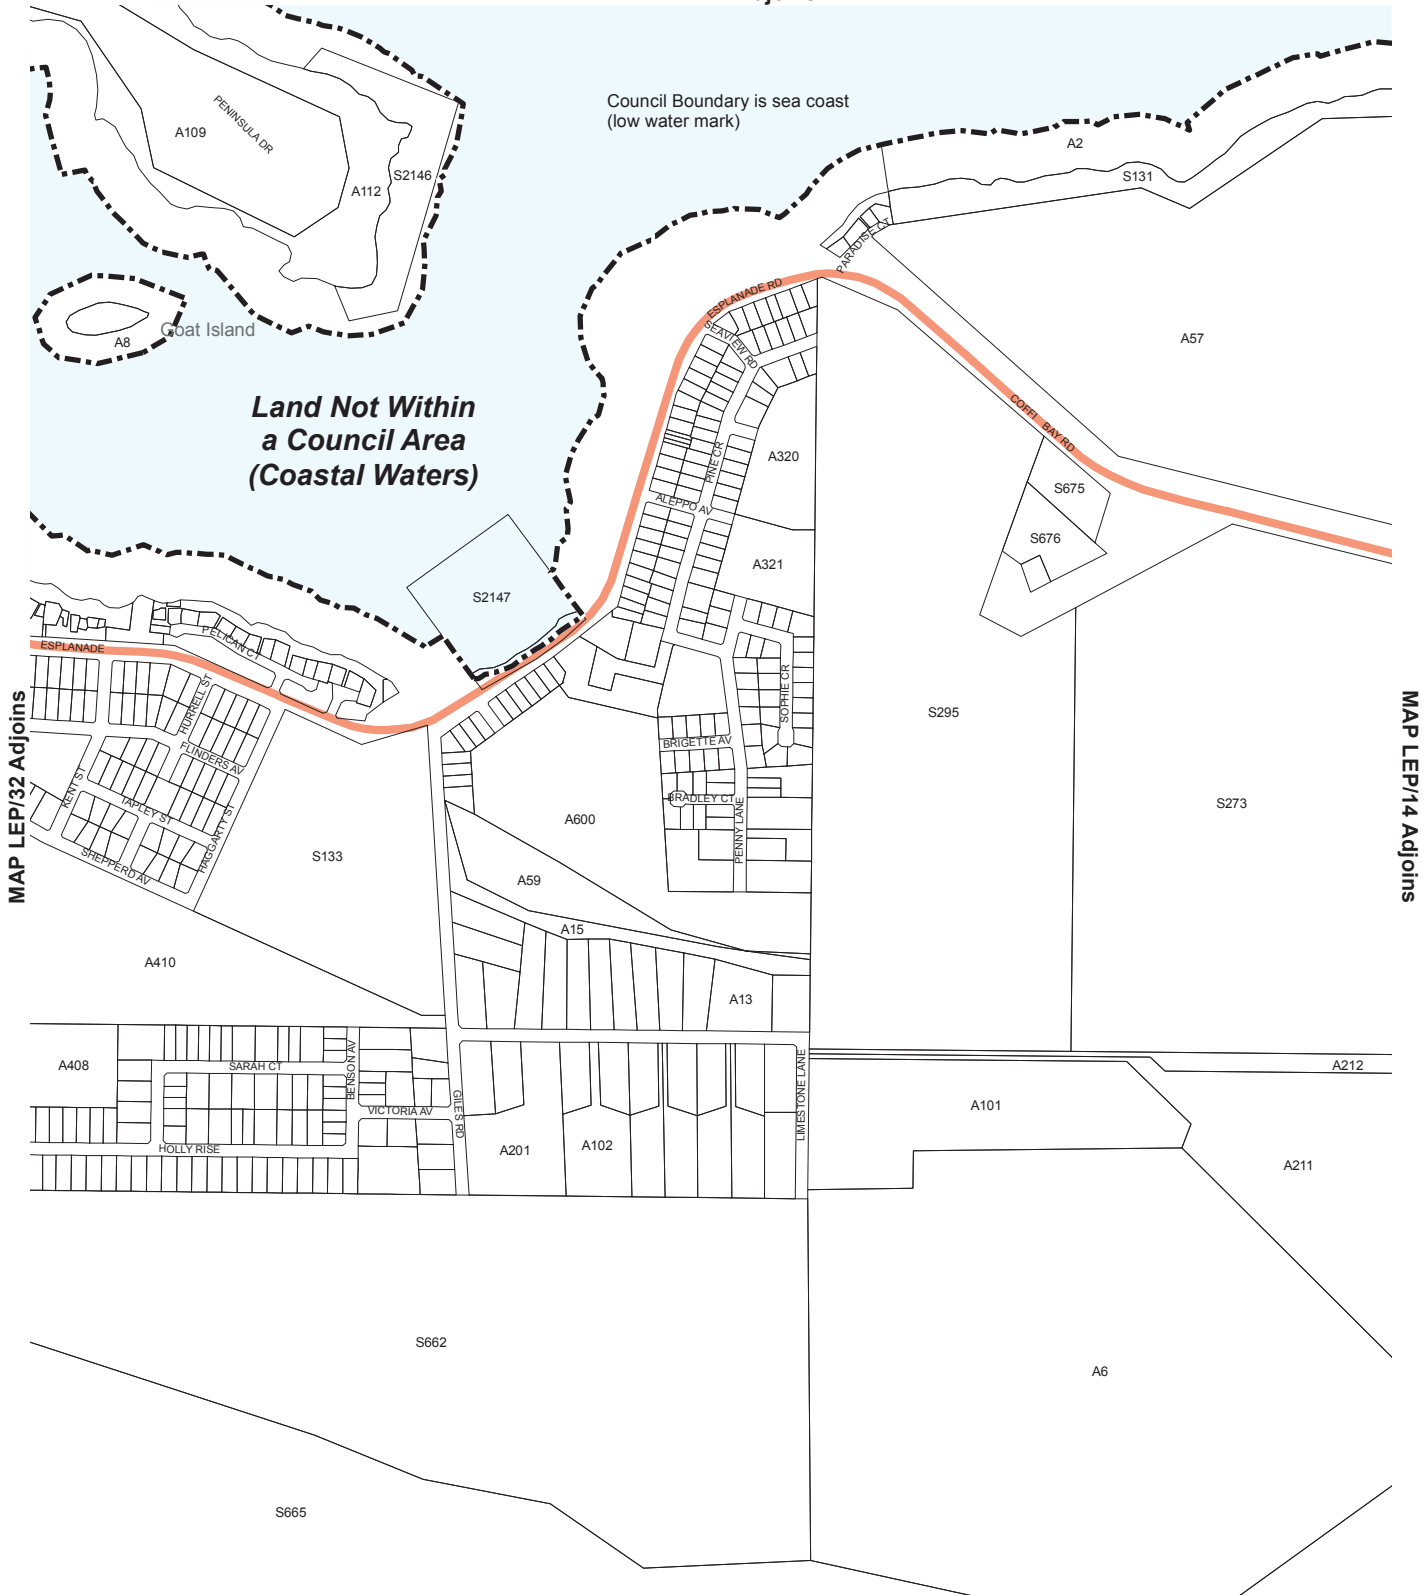 Council Boundary is sea coast
(low water mark)
A2
PENINSULA DR
A109
S2146
S131
A112
PARADISE CT
ESPLANADE RD
Goat Island
A8
SEAVIEW RD
A57
Land Not Within
a Council Area
(Coastal Waters)
COFFI BAY RD
PINE CR
A320
S675
ALEPPO AV
S676
A321
S2147
PELICAN CT
ESPLANADE
HURRELL ST
SOPHIE CR
S295
MAP LEP/32 Adjoins
MAP LEP/14 Adjoins
BRIGETTE AV
FLINDERS AV
KENT ST
BRADLEY CT
TAPLEY ST
S273
A600
HAGGARTY ST
PENNY LANE
S133
SHEPPERD AV
A59
A15
A410
A13
A408
SARAH CT
BENSON AV
A212
LIMESTONE LANE
GILES RD
A101
VICTORIA AV
HOLLY RISE
A201
A102
A211
S662
A6
S665